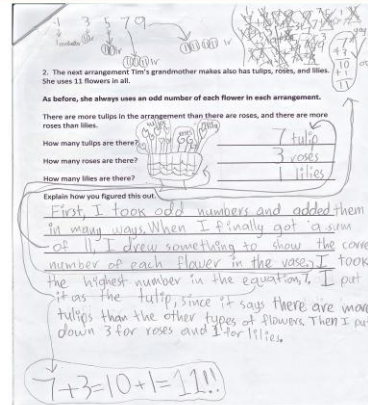 1 3 5 7 9
2. The next arrangement Tim's grandmother makes also has tulips, roses, and lilies.
She uses 11 flowers in all.
As before, she always uses an odd number of each flower in each arrangement.
There are more tulips in the arrangement than there are roses, and there are more
roses than lilies.
How many tulips are there? 7 tulip
How many roses are there? 3 roses
How many lilies are there? 1 lilies
Explain how you figured this out.
First, I took odd numbers and added them
in many ways. When I finally got a sum
of 11, I drew something to show the
number of each flower in the vase, I took
the highest number in the equation, 7, I put
it as the tulip, since it says there are more
tulips than the other types of flowers. Then I
down 3 for roses and 1 for lilies.
7+3=10+1=11!!